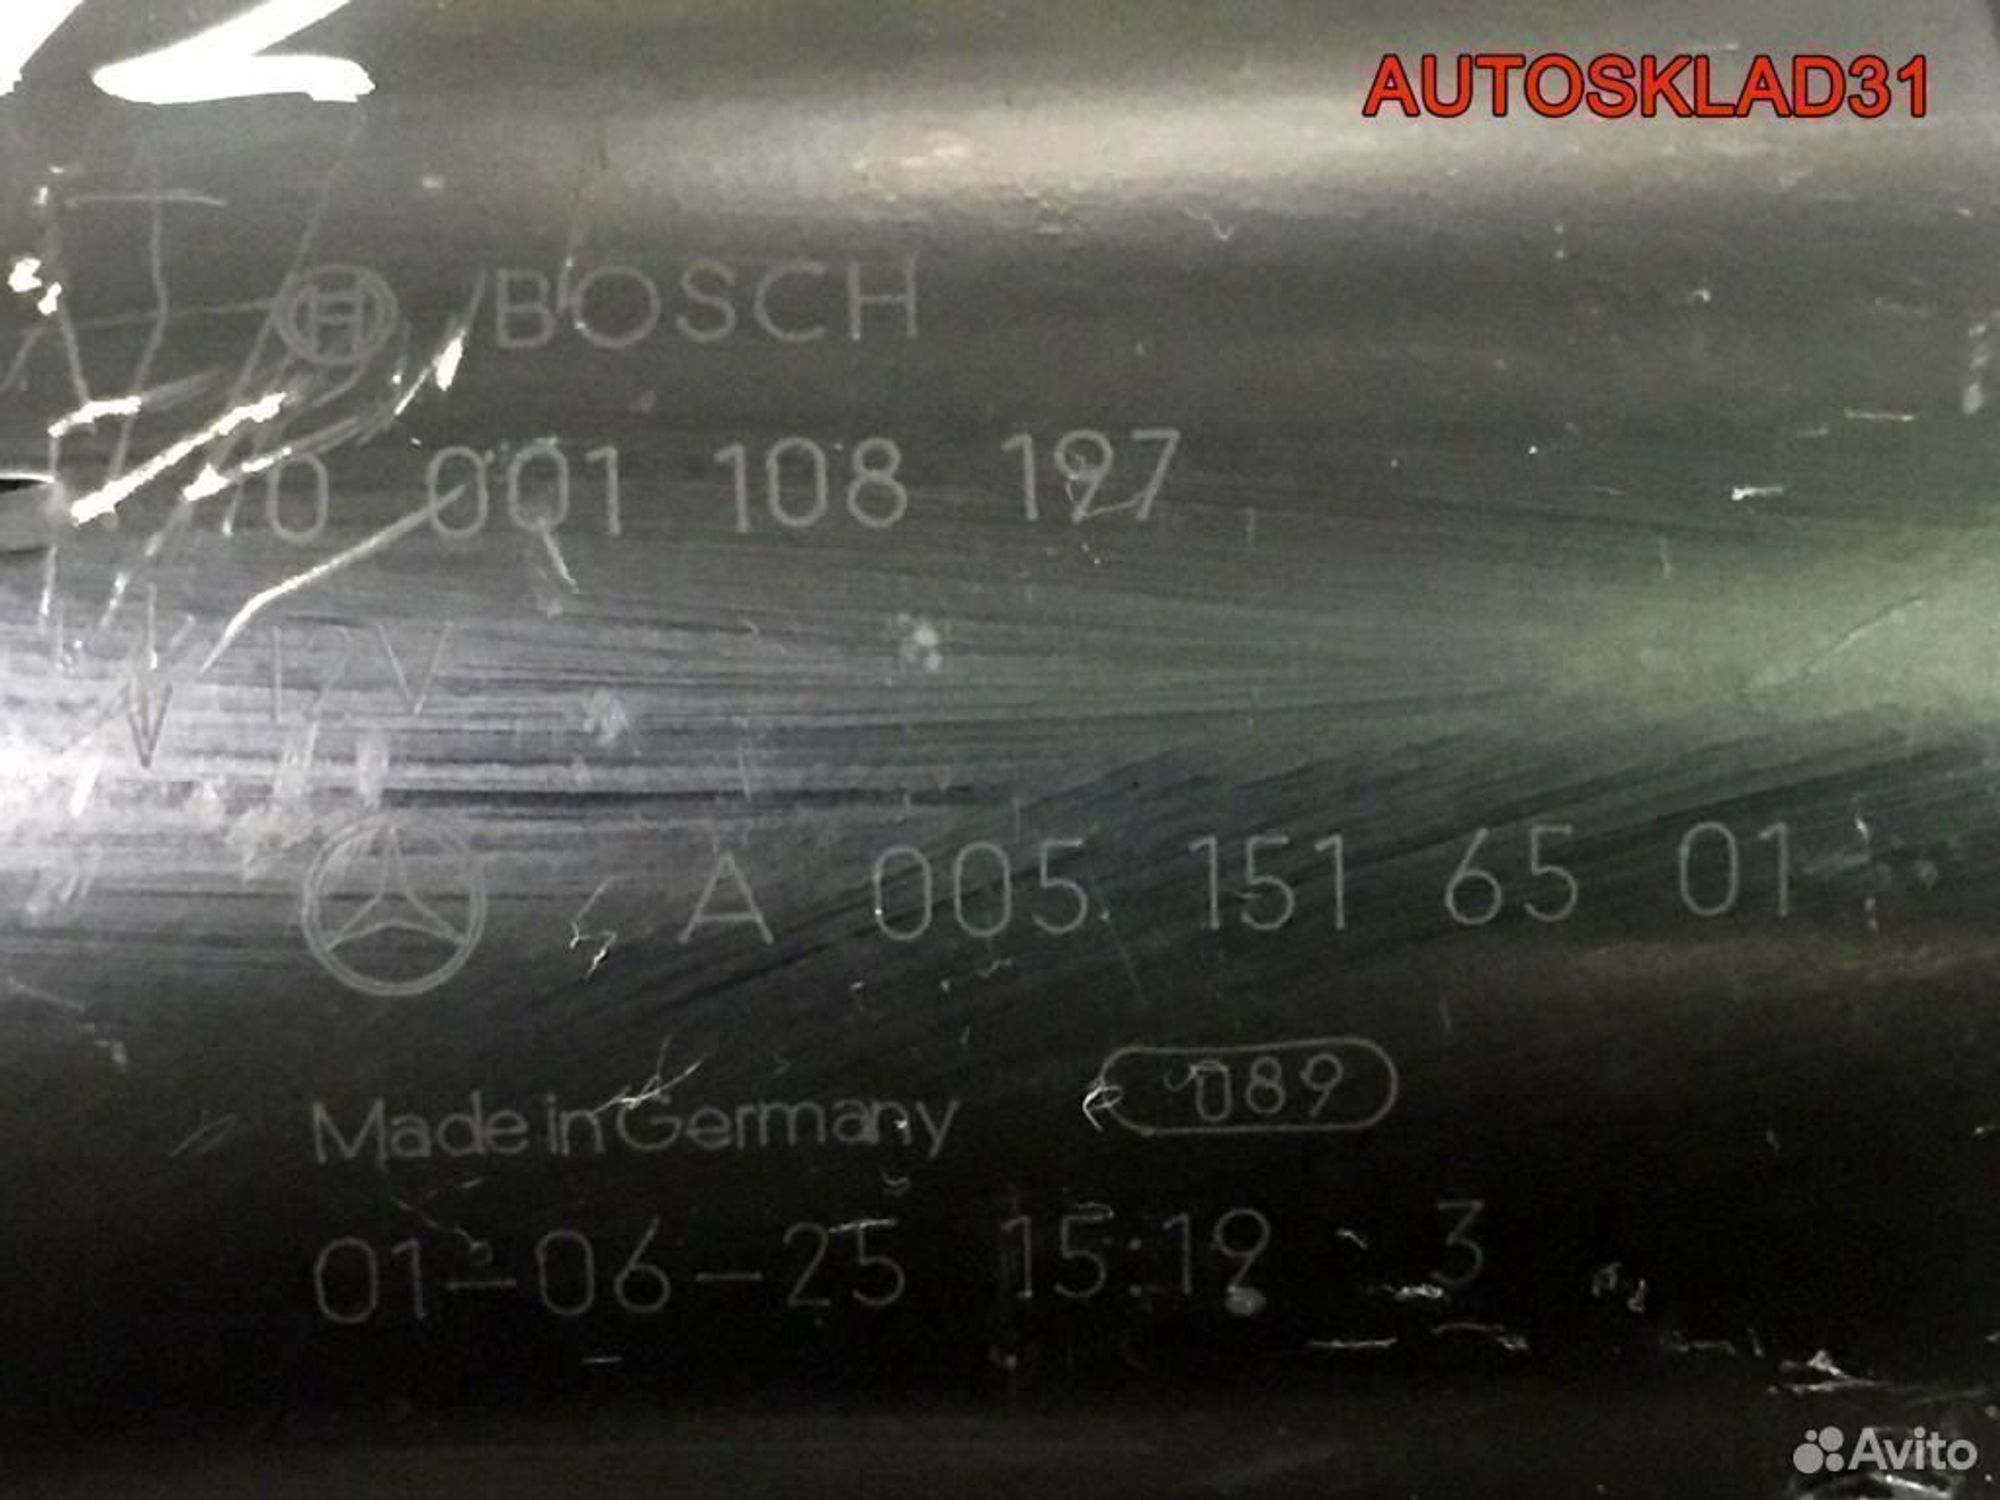 AUTOSKLAD31
BOSCH
0 001 108 197
12V
A 005 151 65 01
Made in Germany 089
01-06-25 15:19 3
Avito